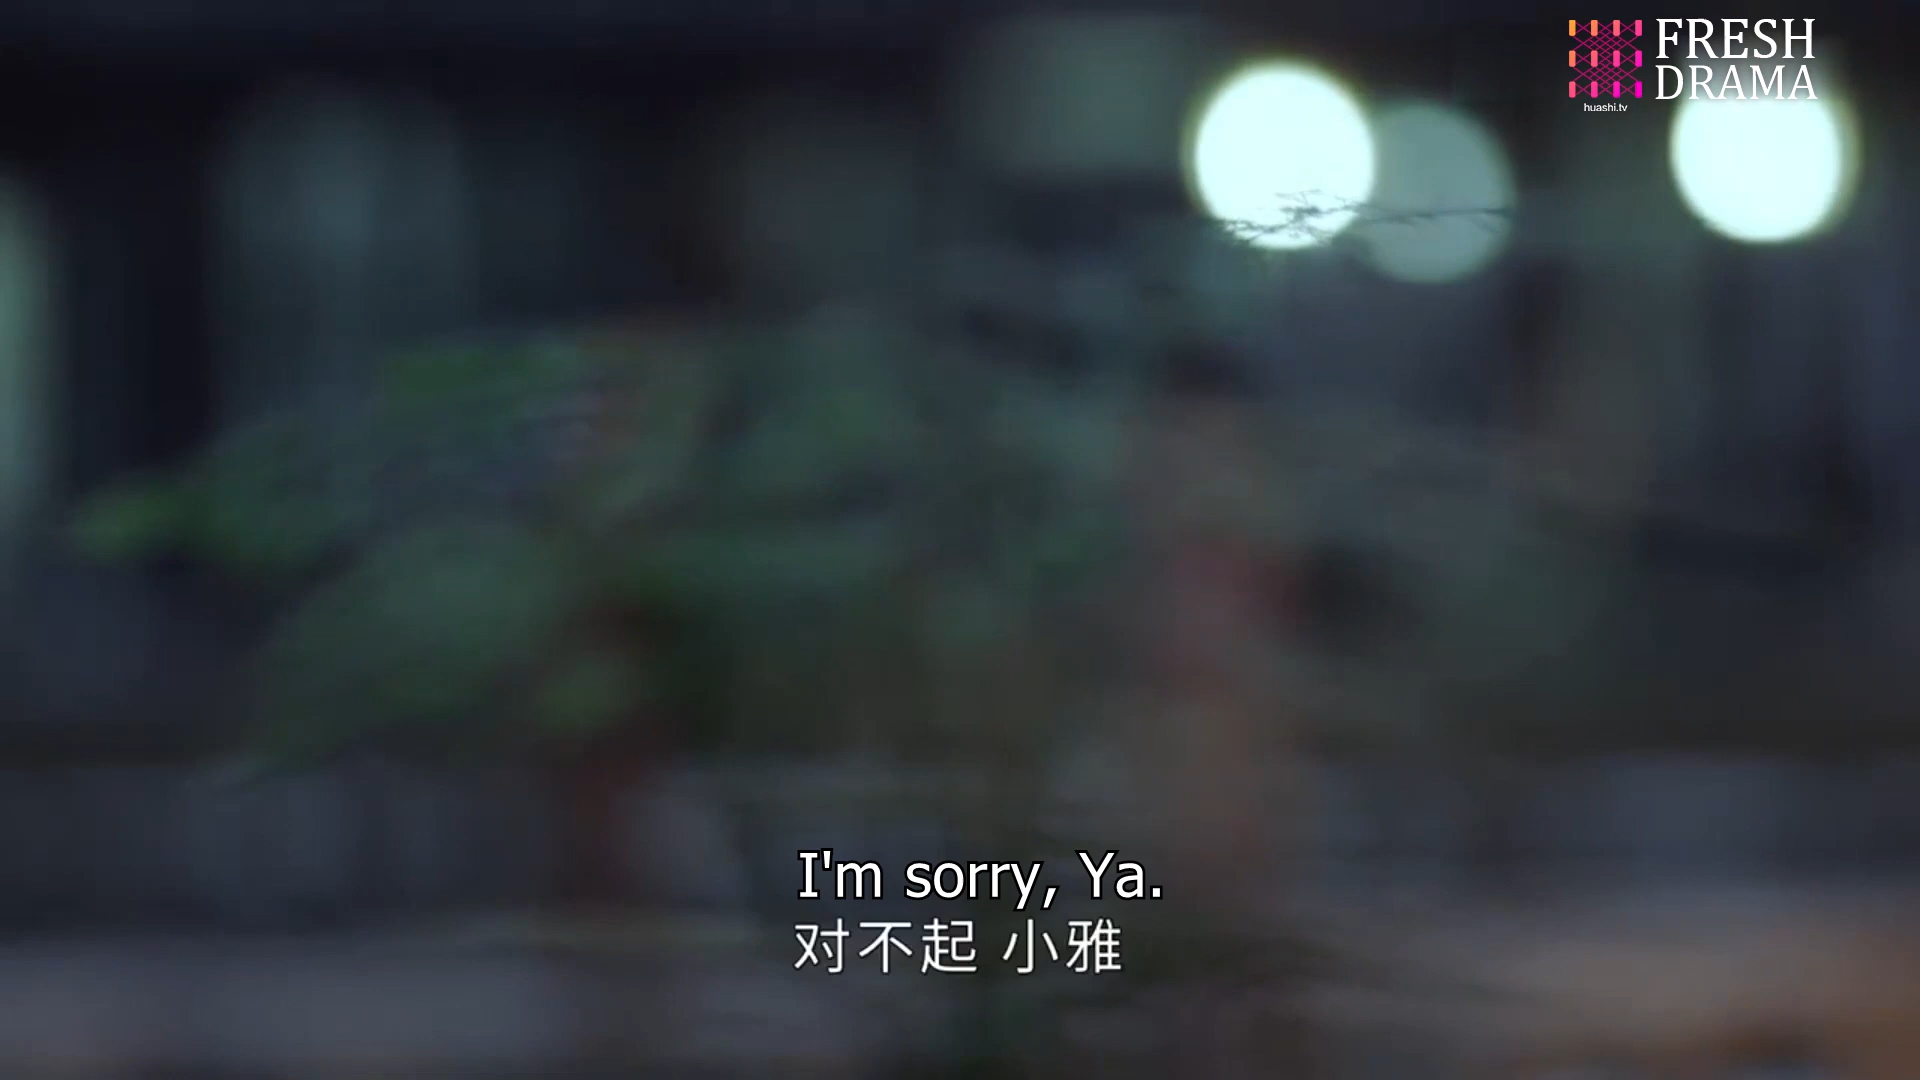 FRESH
DRAMA
huashi.tv
I'm sorry, Ya.
对不起 小雅